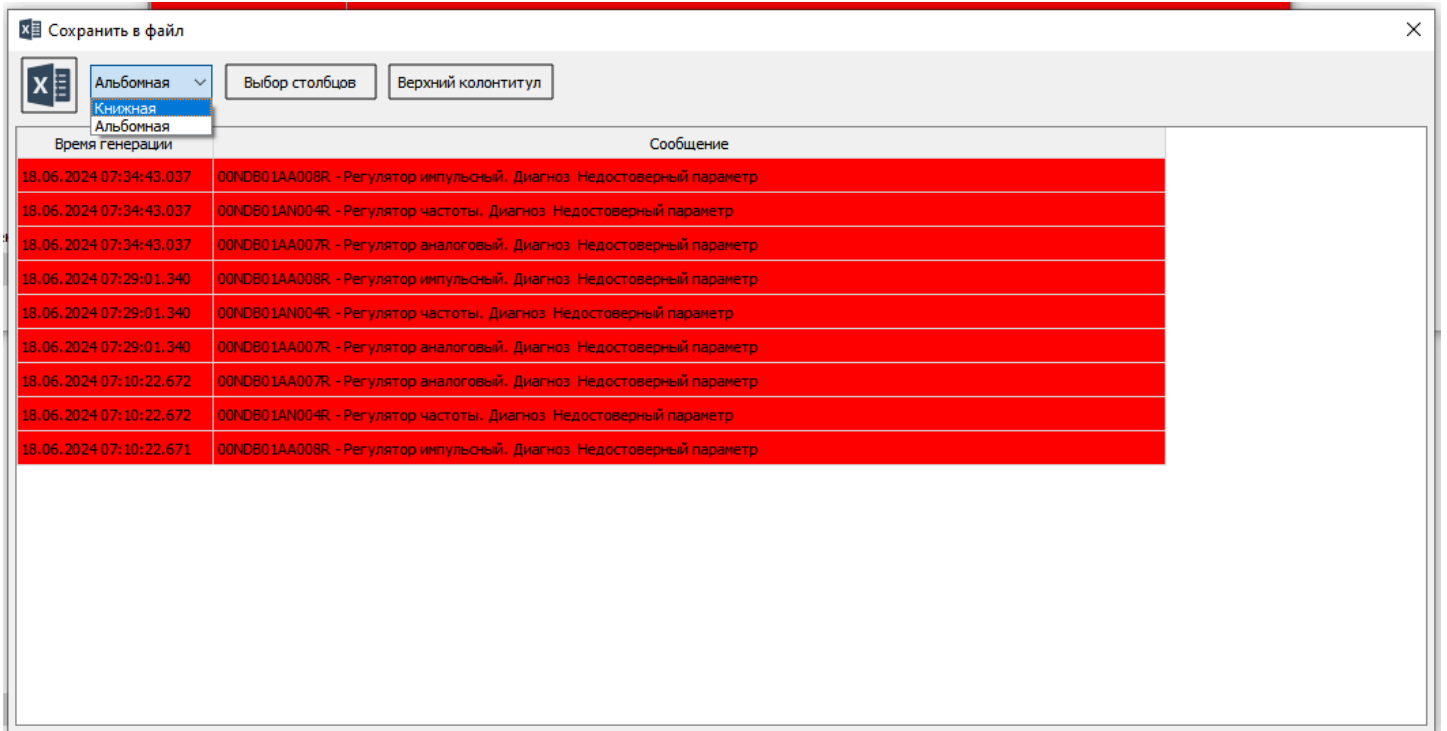 Сохранить в файл
Альбомная
Выбор столбцов
Верхний колонтитул
Книжная
Альбомная
Время генерации Сообщение
18.06.2024 07:34:43.037 00NDB01AA008R - Регулятор импульсный. Диагноз Недостоверный параметр
18.06.2024 07:34:43.037 00NDB01AN004R - Регулятор частоты. Диагноз Недостоверный параметр
18.06.2024 07:34:43.037 00NDB01AA007R - Регулятор аналоговый. Диагноз Недостоверный параметр
18.06.2024 07:29:01.340 00NDB01AA008R - Регулятор импульсный. Диагноз Недостоверный параметр
18.06.2024 07:29:01.340 00NDB01AN004R - Регулятор частоты. Диагноз Недостоверный параметр
18.06.2024 07:29:01.340 00NDB01AA007R - Регулятор аналоговый. Диагноз Недостоверный параметр
18.06.2024 07:10:22.672 00NDB01AA007R - Регулятор аналоговый. Диагноз Недостоверный параметр
18.06.2024 07:10:22.672 00NDB01AN004R - Регулятор частоты. Диагноз Недостоверный параметр
18.06.2024 07:10:22.671 00NDB01AA008R - Регулятор импульсный. Диагноз Недостоверный параметр